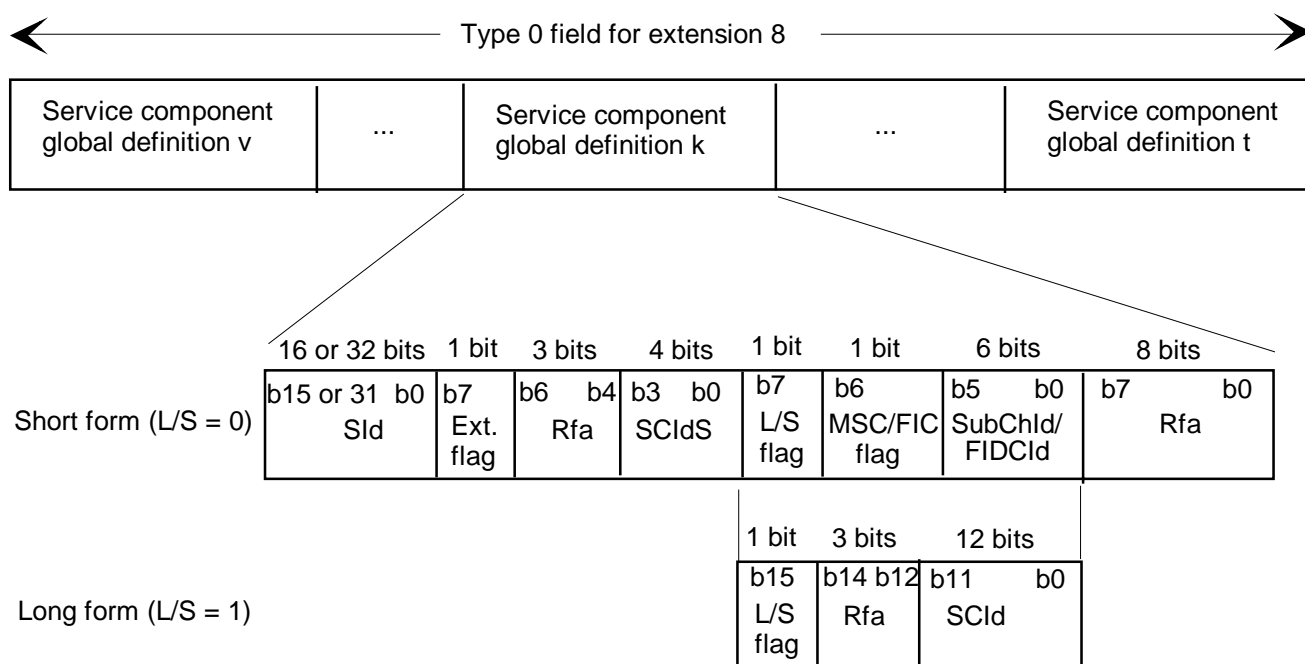 Type 0 field for extension 8
Service component
global definition v
...
Service component
global definition k
...
Service component
global definition t
16 or 32 bits 1 bit 3 bits 4 bits 1 bit 1 bit 6 bits 8 bits
Short form (L/S = 0)
b15 or 31 b0
SId
b7
Ext.
flag
b6 b4
Rfa
b3 b0
SCIdS
b7
L/S
flag
b6
MSC/FIC
flag
b5 b0
SubChId/
FIDCId
b7 b0
Rfa
1 bit 3 bits 12 bits
Long form (L/S = 1)
b15
L/S
flag
b14 b12
Rfa
b11 b0
SCId